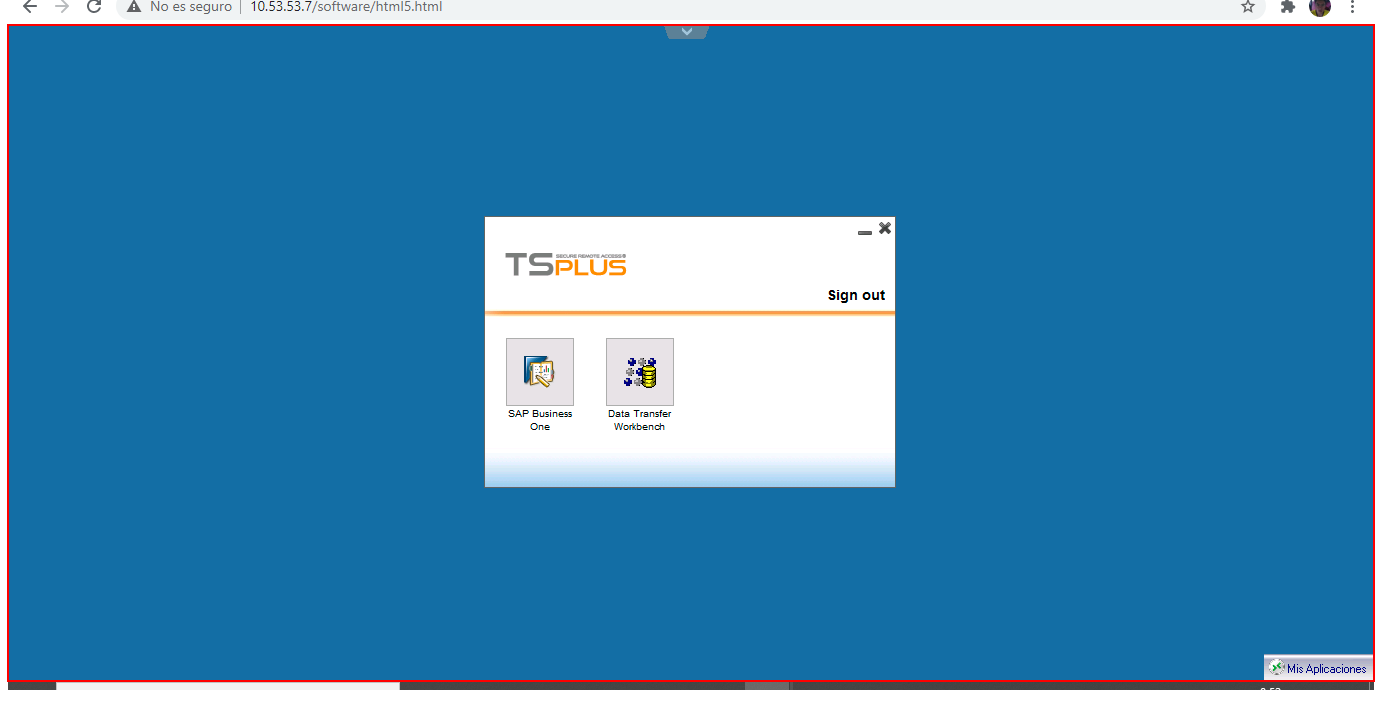 No es seguro | 10.53.53.7/software/html5.html
TSPLUS
SECURE REMOTE ACCESS
Sign out
SAP Business
One
Data Transfer
Workbench
Mis Aplicaciones